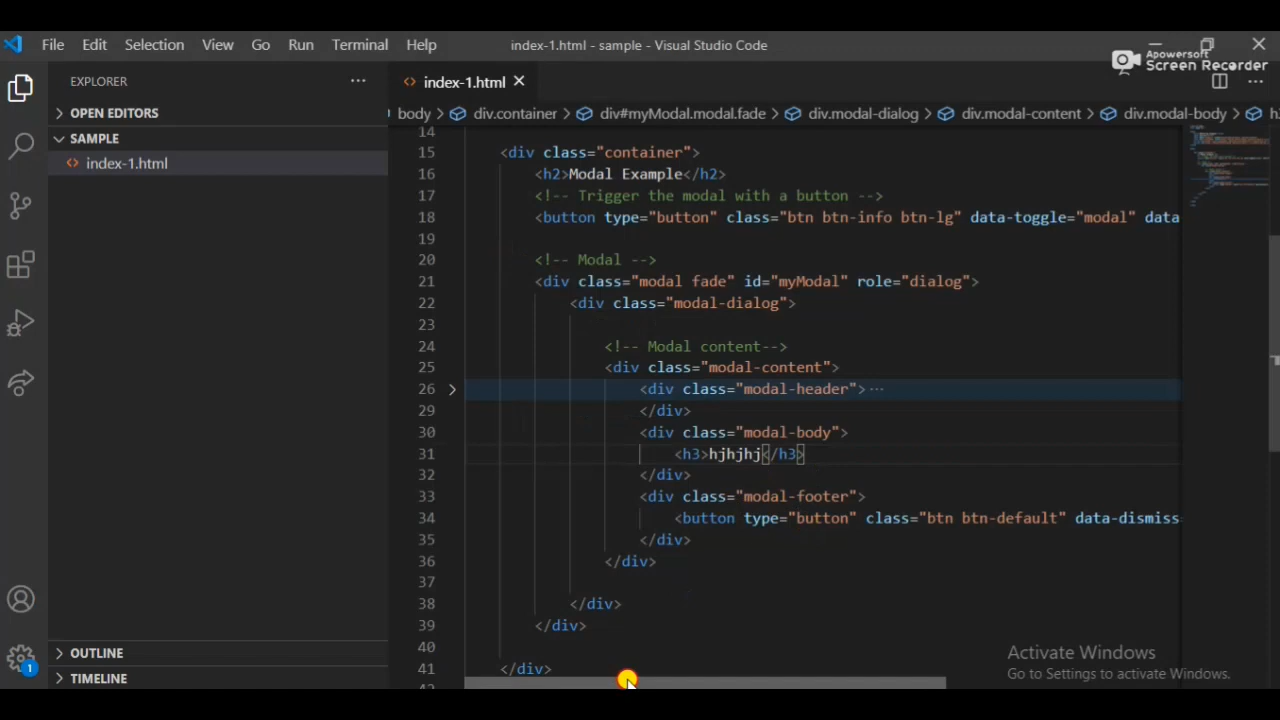 File Edit Selection View Go Run Terminal Help index-1.html - sample - Visual Studio Code
Apowersoft
Screen Recorder
EXPLORER ··· index-1.html ···
OPEN EDITORS
SAMPLE
index-1.html
OUTLINE
TIMELINE
1
body > div.container > div#myModal.modal.fade > div.modal-dialog > div.modal-content > div.modal-body >
14
15 <div class="container">
16 <h2>Modal Example</h2>
17 <!-- Trigger the modal with a button -->
18 <button type="button" class="btn btn-info btn-lg" data-toggle="modal" data
19
20 <!-- Modal -->
21 <div class="modal fade" id="myModal" role="dialog">
22 <div class="modal-dialog">
23
24 <!-- Modal content-->
25 <div class="modal-content">
26 <div class="modal-header"> ···
29 </div>
30 <div class="modal-body">
31 <h3>hjhjhj</h3>
32 </div>
33 <div class="modal-footer">
34 <button type="button" class="btn btn-default" data-dismiss
35 </div>
36 </div>
37
38 </div>
39 </div>
40
41 </div>
Activate Windows
Go to Settings to activate Windows.